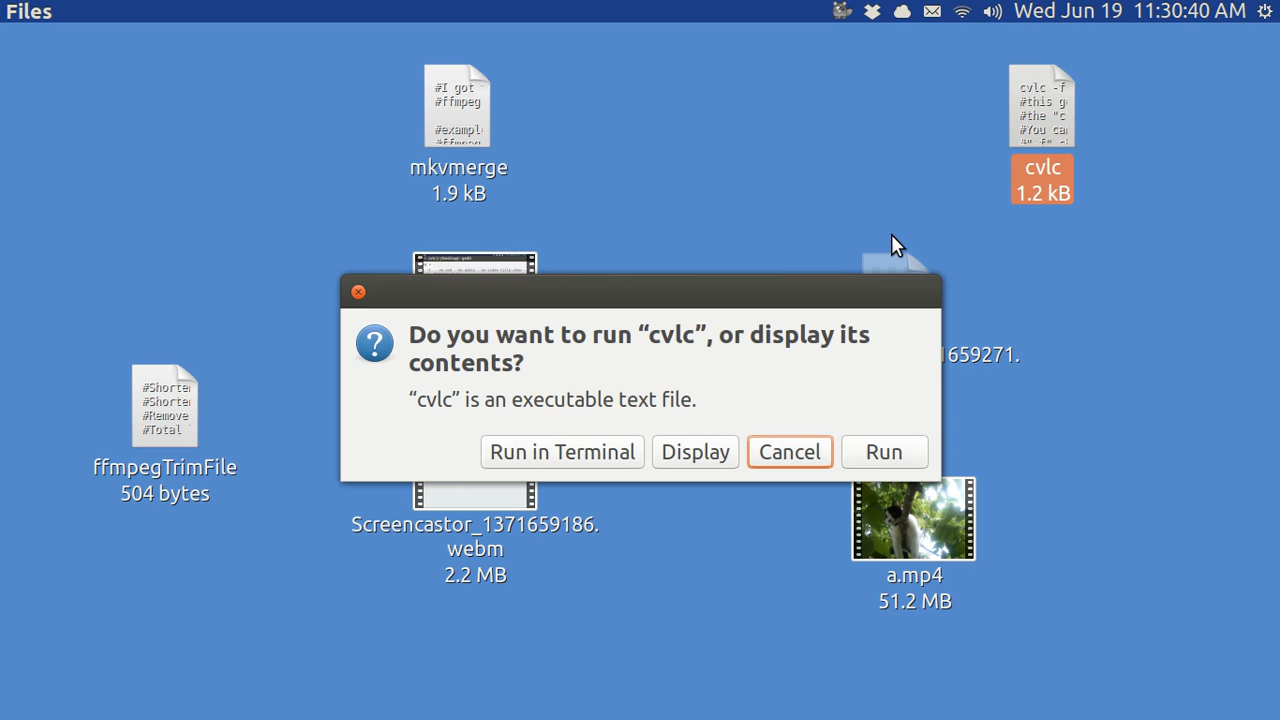 Files
Wed Jun 19 11:30:40 AM
#I got
#ffmpeg
#exampl
#ffmpeg
mkvmerge
1.9 kB
cvlc -f
#this g
#the "c
#You ca
cvlc
1.2 kB
Do you want to run “cvlc”, or display its
contents?
“cvlc” is an executable text file.
Run in Terminal
Display
Cancel
Run
1659271.
#Shorte
#Shorte
#Remove
#Total
ffmpegTrimFile
504 bytes
Screencastor_1371659186.
webm
2.2 MB
a.mp4
51.2 MB